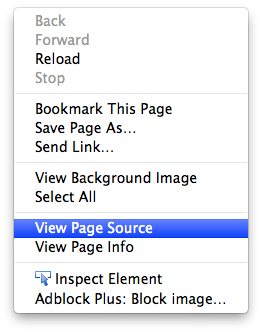 Back
Forward
Reload
Stop
Bookmark This Page
Save Page As…
Send Link…
View Background Image
Select All
View Page Source
View Page Info
Inspect Element
Adblock Plus: Block image…